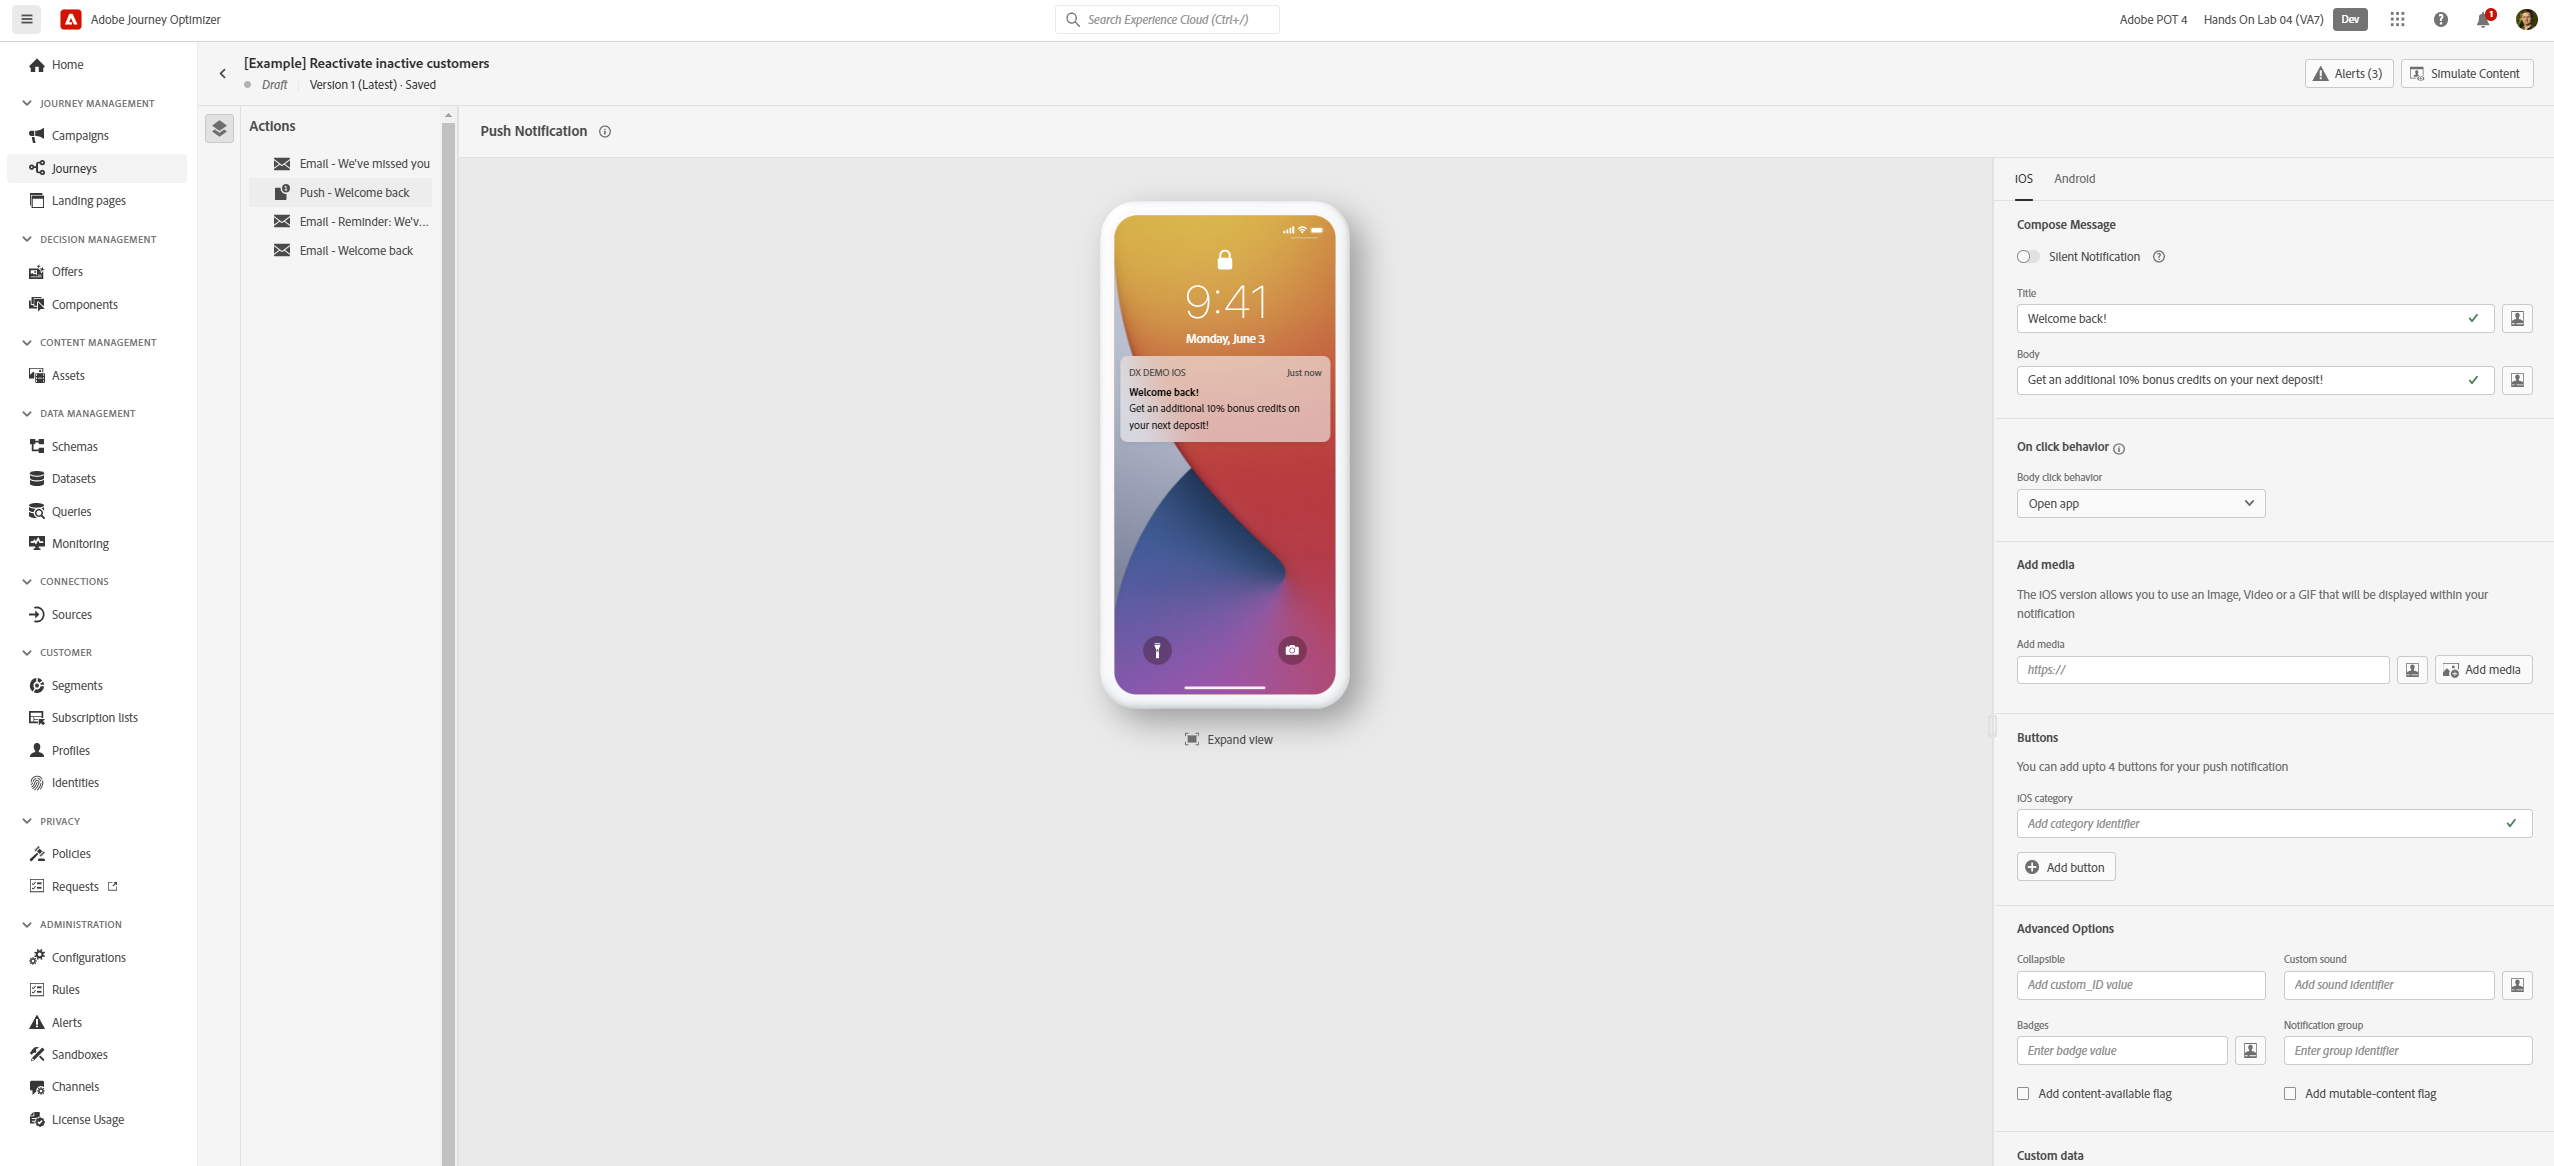 Adobe Journey Optimizer
Search Experience Cloud (Ctrl+/)
Adobe POT 4
Hands On Lab 04 (VA7)
Dev
1
Home
JOURNEY MANAGEMENT
Campaigns
Journeys
Landing pages
DECISION MANAGEMENT
Offers
Components
CONTENT MANAGEMENT
Assets
DATA MANAGEMENT
Schemas
Datasets
Queries
Monitoring
CONNECTIONS
Sources
CUSTOMER
Segments
Subscription lists
Profiles
Identities
PRIVACY
Policies
Requests
ADMINISTRATION
Configurations
Rules
Alerts
Sandboxes
Channels
License Usage
[Example] Reactivate inactive customers
Draft
Version 1 (Latest) · Saved
Alerts (3)
Simulate Content
Actions
Email - We've missed you
Push - Welcome back
Email - Reminder: We'v...
Email - Welcome back
Push Notification
9:41
Monday, June 3
DX DEMO IOS
Just now
Welcome back!
Get an additional 10% bonus credits on
your next deposit!
Expand view
iOS
Android
Compose Message
Silent Notification
Title
Welcome back!
Body
Get an additional 10% bonus credits on your next deposit!
On click behavior
Body click behavior
Open app
Add media
The iOS version allows you to use an Image, Video or a GIF that will be displayed within your
notification
Add media
https://
Add media
Buttons
You can add upto 4 buttons for your push notification
iOS category
Add category identifier
Add button
Advanced Options
Collapsible
Custom sound
Add custom_ID value
Add sound identifier
Badges
Notification group
Enter badge value
Enter group identifier
Add content-available flag
Add mutable-content flag
Custom data